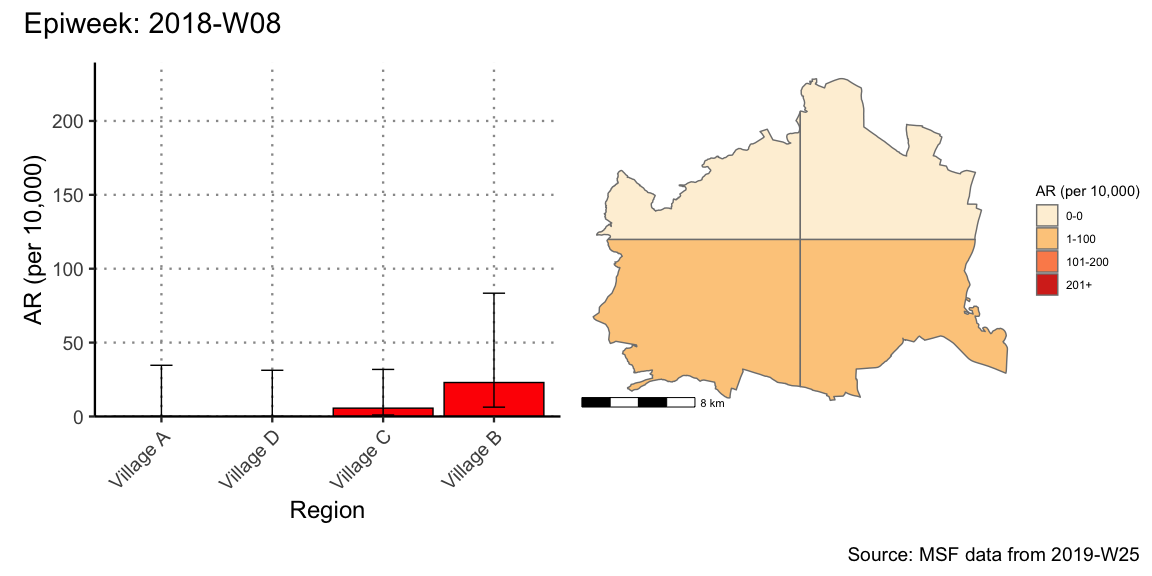 Epiweek: 2018-W08
AR (per 10,000)
200
150
100
50
0
Village A
Village D
Village C
Village B
Region
8 km
AR (per 10,000)
0-0
1-100
101-200
201+
Source: MSF data from 2019-W25